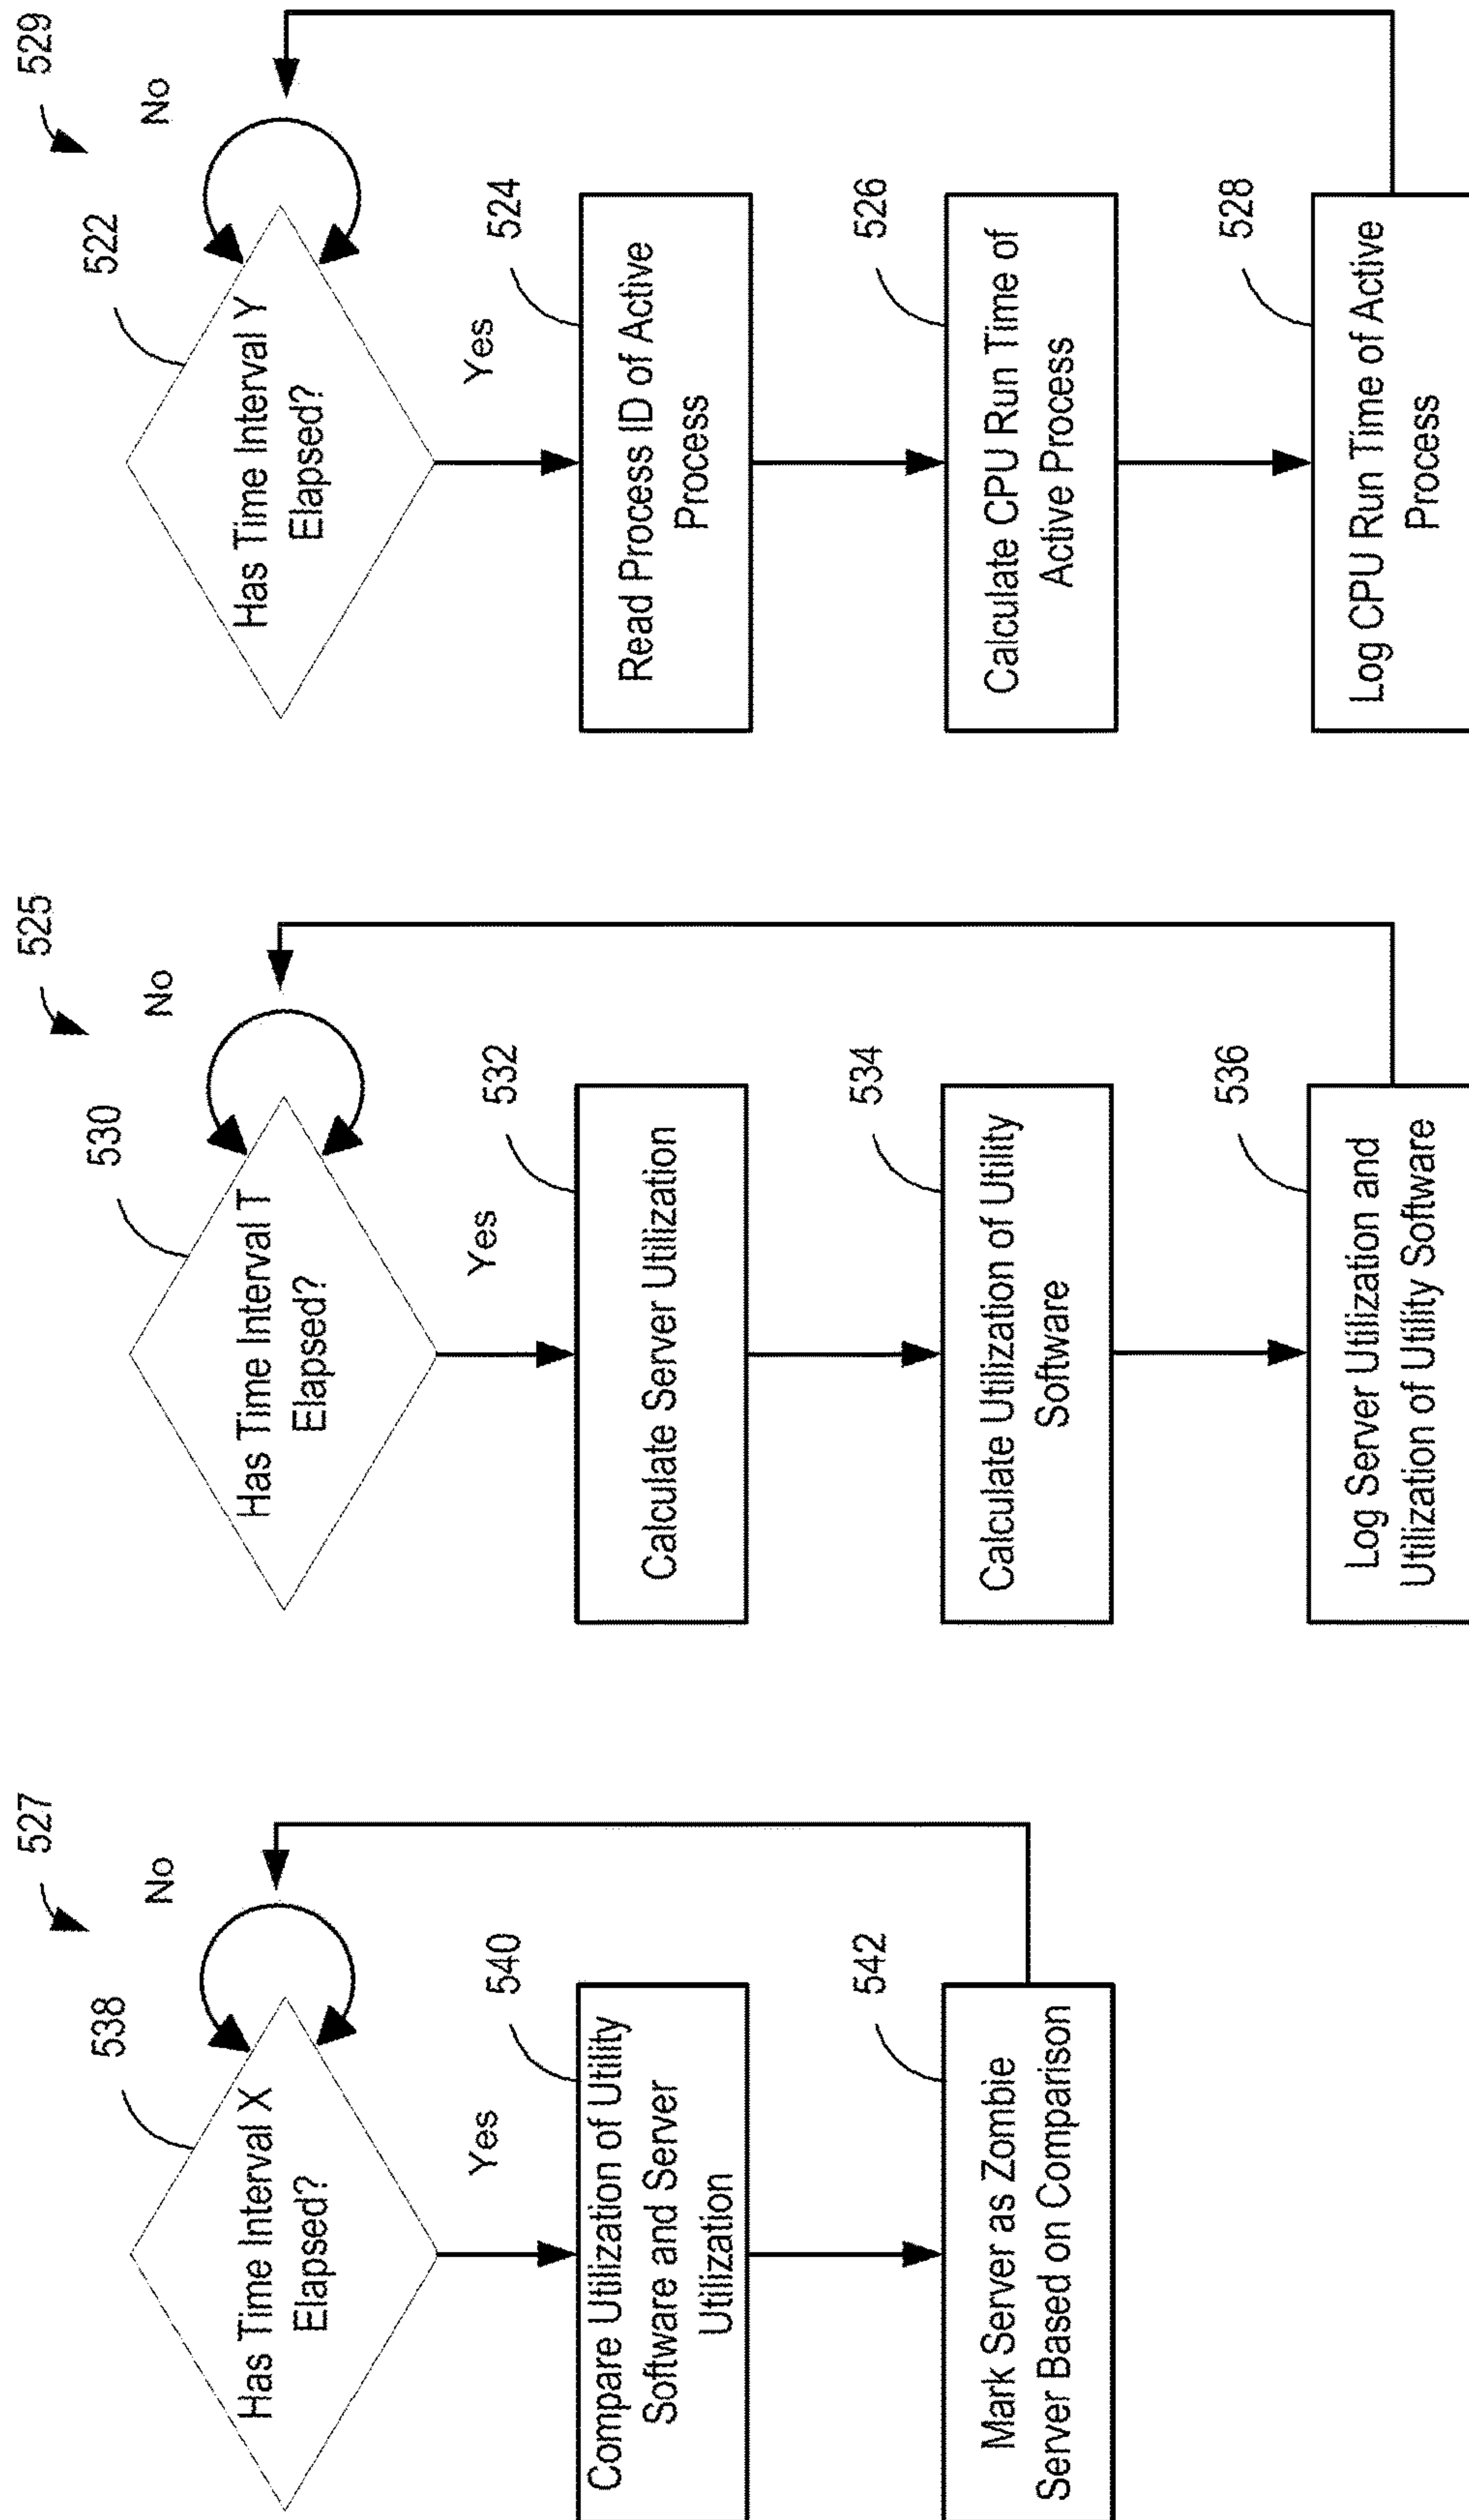 527
538
Has Time Interval X
Elapsed?
No
Yes
540
Compare Utilization of Utility
Software and Server
Utilization
542
Mark Server as Zombie
Server Based on Comparison
525
530
Has Time Interval T
Elapsed?
No
Yes
532
Calculate Server Utilization
534
Calculate Utilization of Utility
Software
536
Log Server Utilization and
Utilization of Utility Software
529
522
Has Time Interval Y
Elapsed?
No
Yes
524
Read Process ID of Active
Process
526
Calculate CPU Run Time of
Active Process
528
Log CPU Run Time of Active
Process